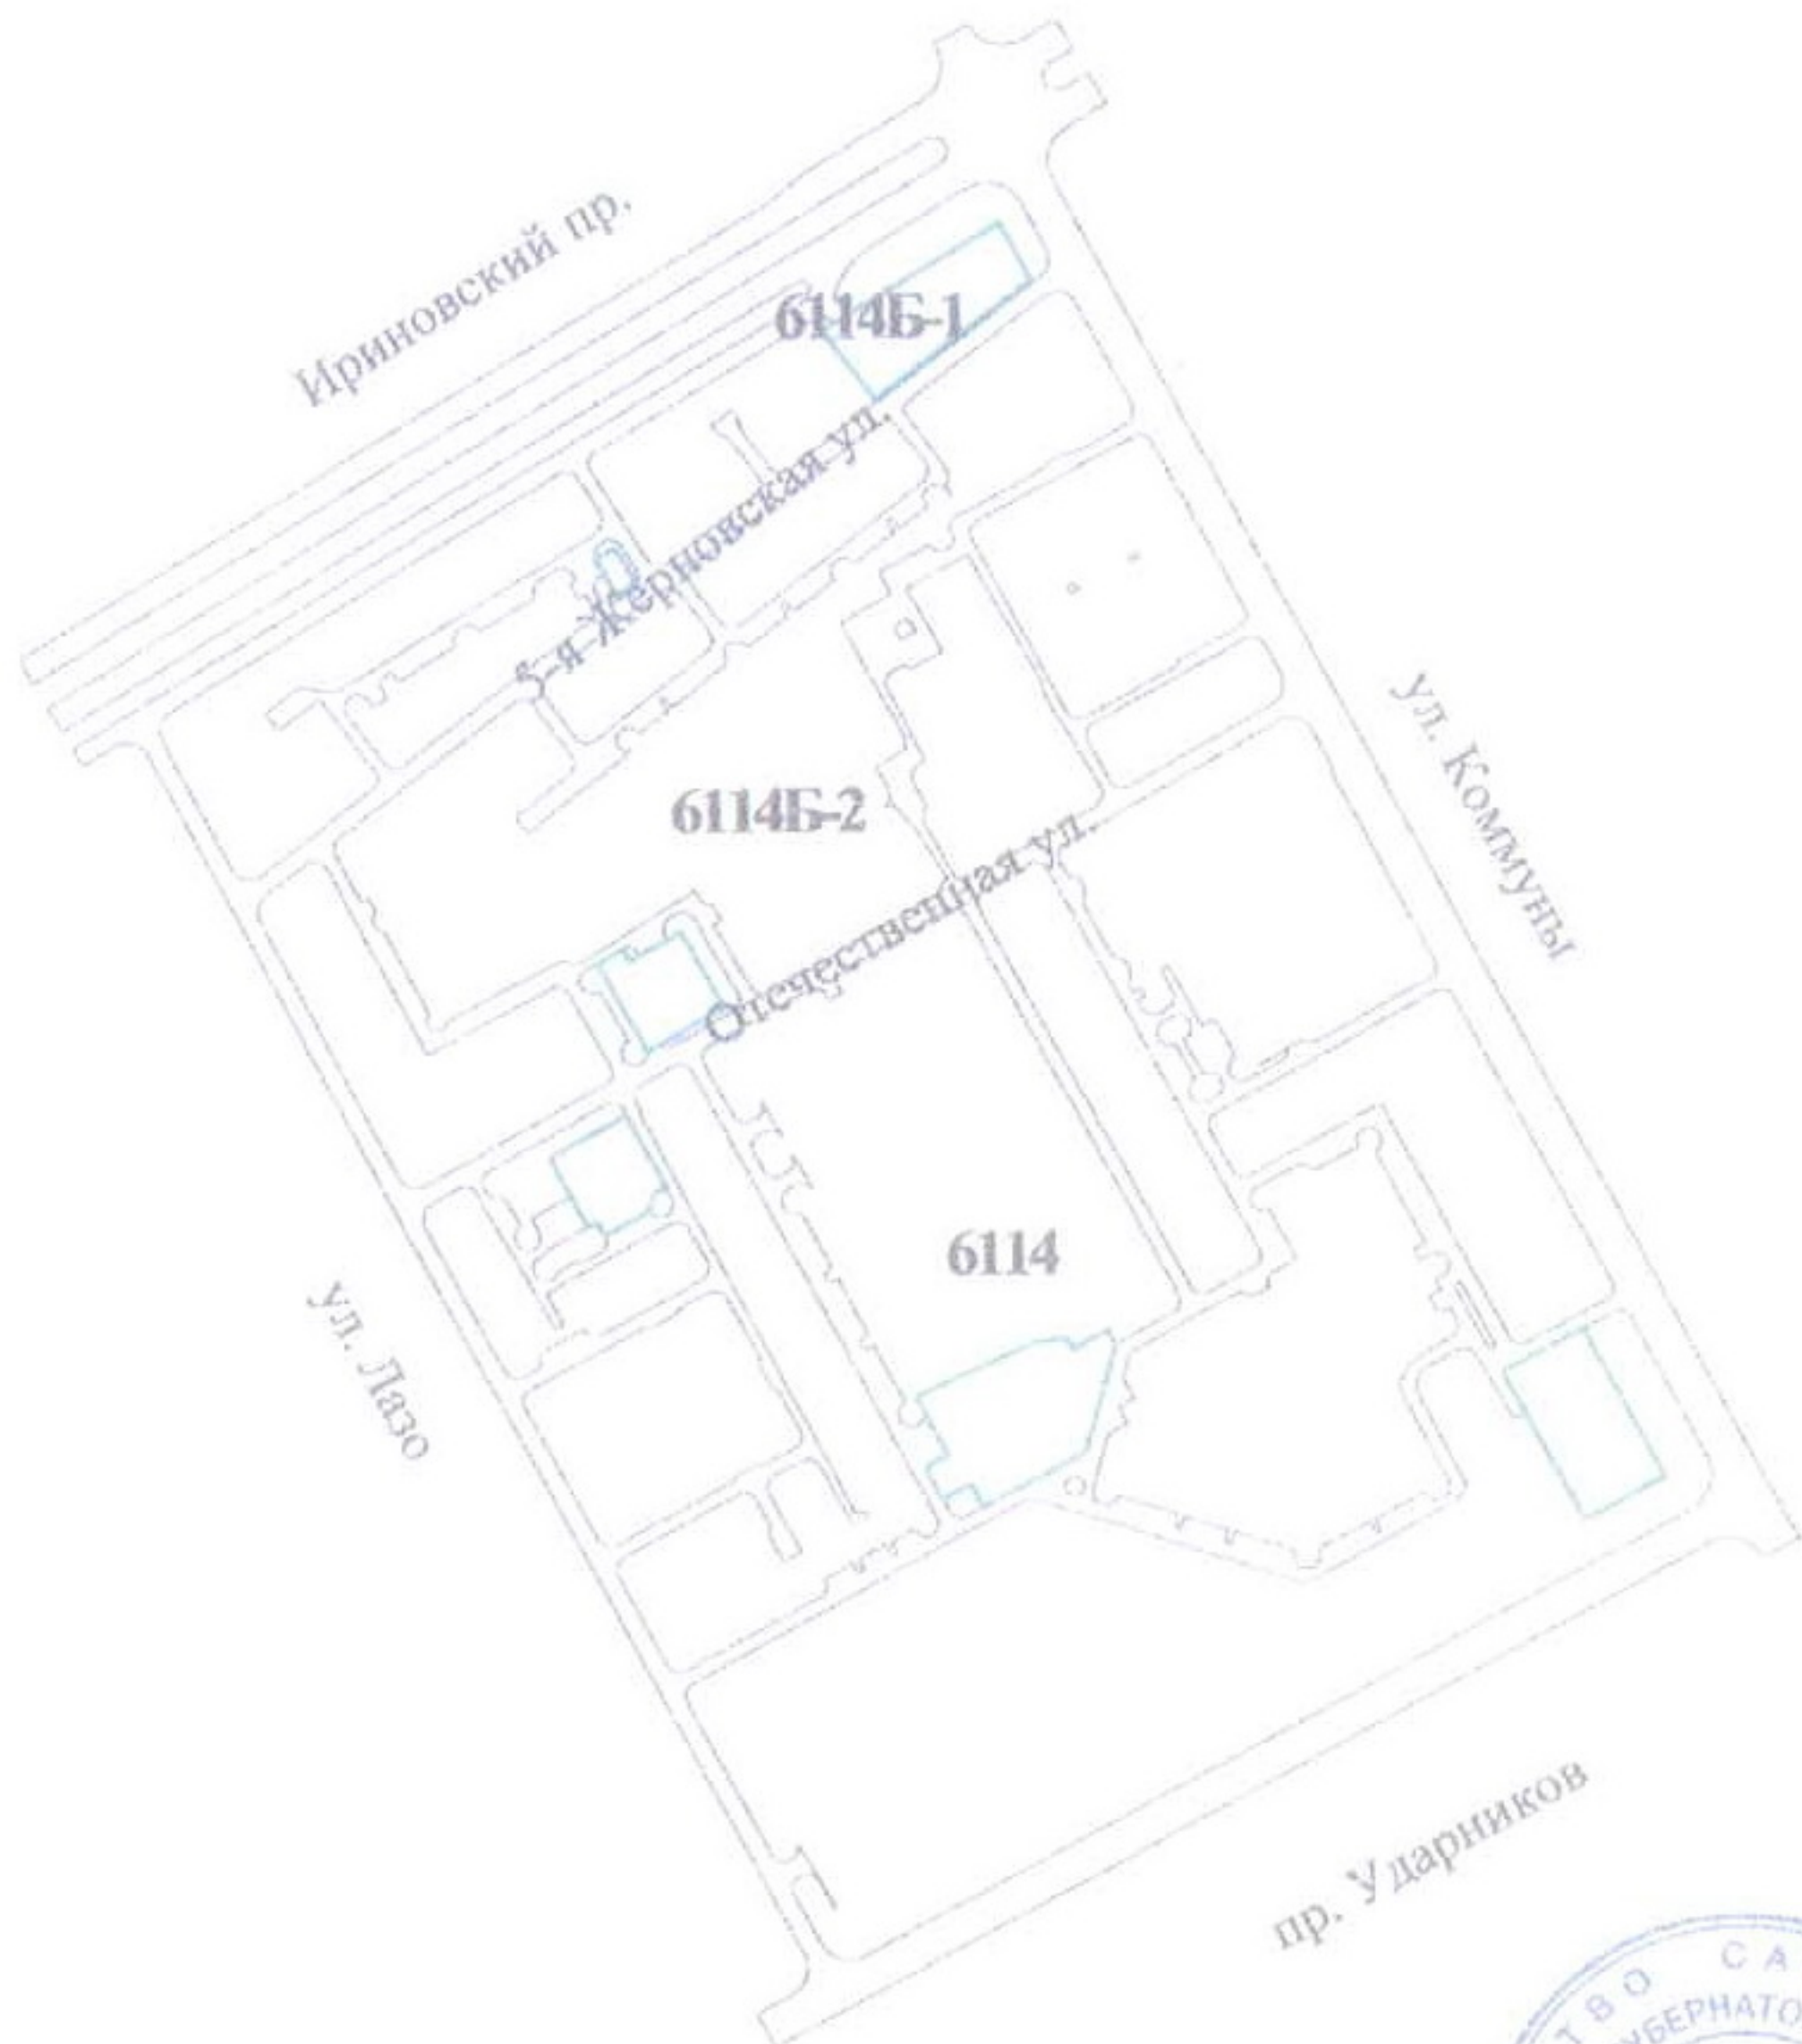 Ириновский пр.
6114Б-1
5-я Жерновская ул.
6114Б-2
ул. Коммуны
Отечественная ул.
6114
ул. Лазо
пр. Ударников